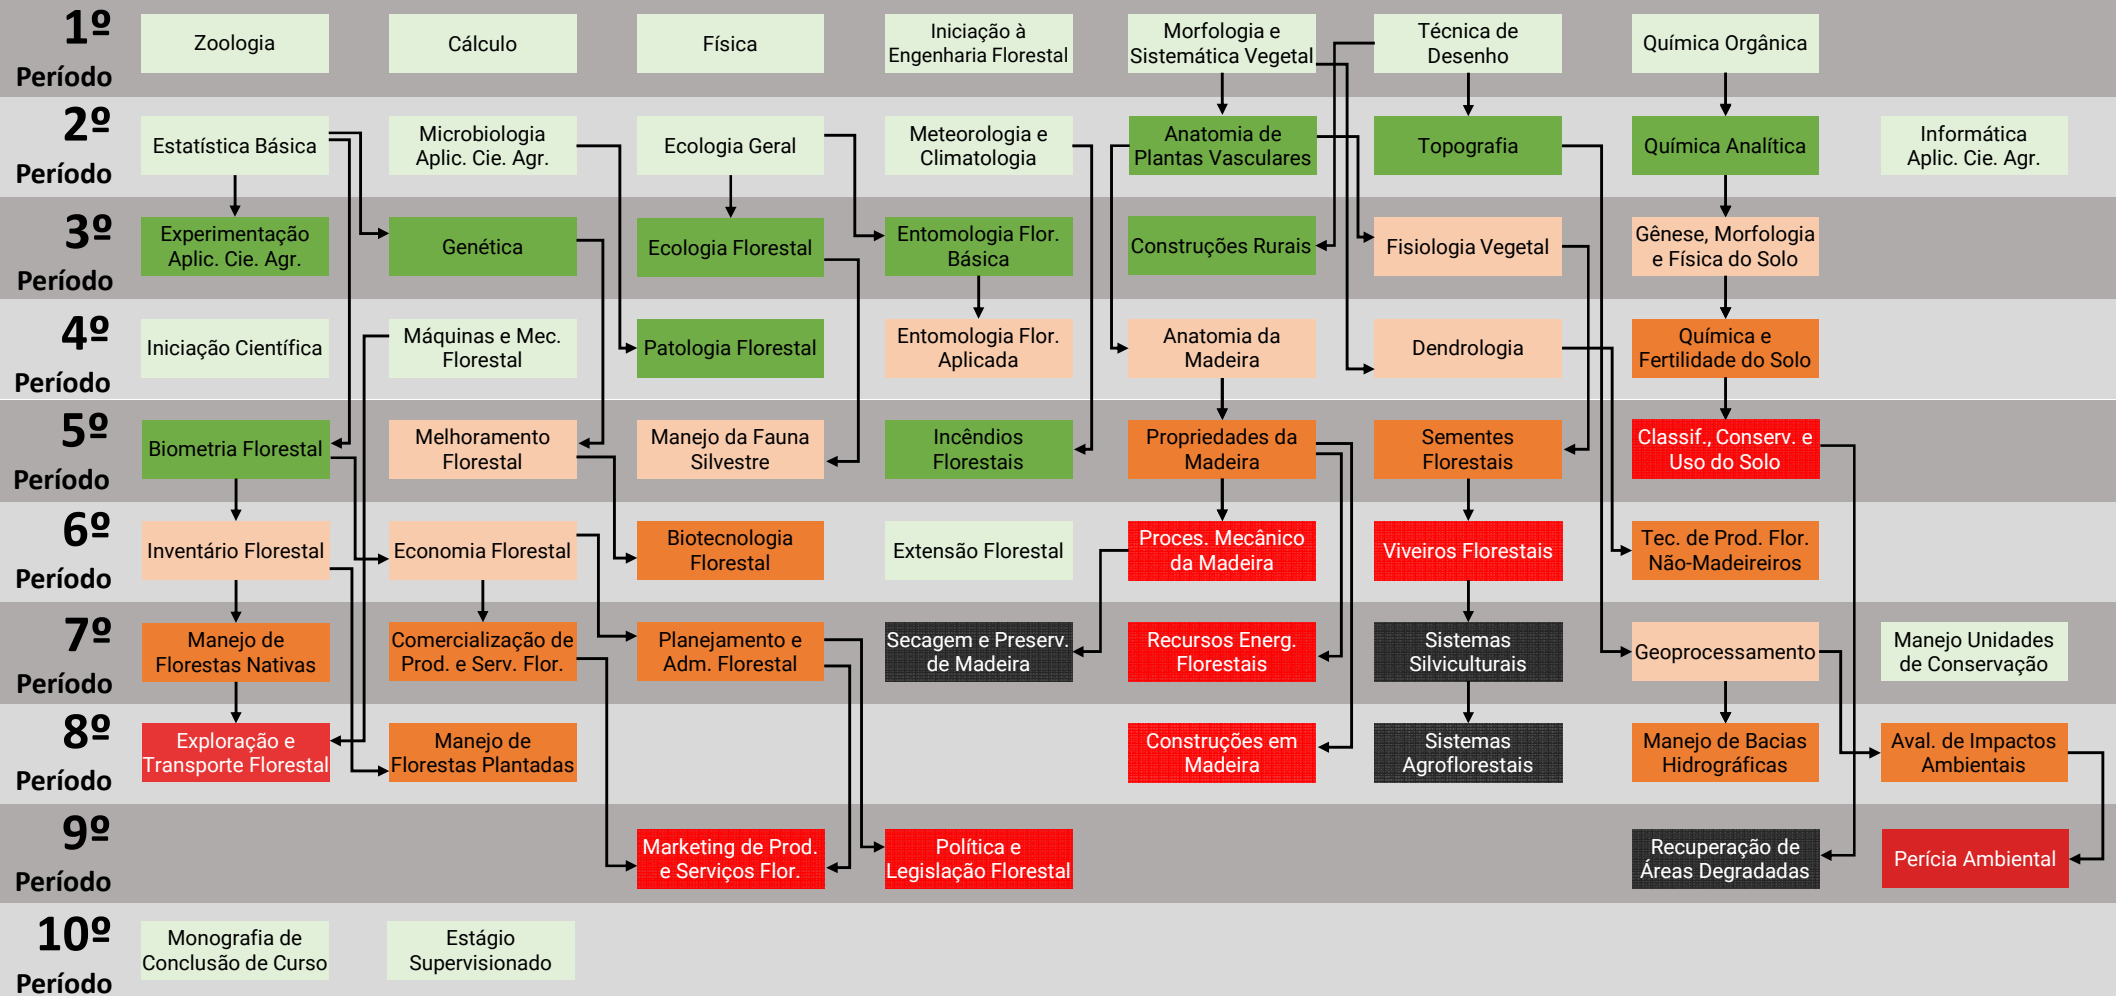 1º
Período
Zoologia
Cálculo
Física
Iniciação à
Engenharia Florestal
Morfologia e
Sistemática Vegetal
Técnica de
Desenho
Química Orgânica
2º
Período
Estatística Básica
Microbiologia
Aplic. Cie. Agr.
Ecologia Geral
Meteorologia e
Climatologia
Anatomia de
Plantas Vasculares
Topografia
Química Analítica
Informática
Aplic. Cie. Agr.
3º
Período
Experimentação
Aplic. Cie. Agr.
Genética
Ecologia Florestal
Entomologia Flor.
Básica
Construções Rurais
Fisiologia Vegetal
Gênese, Morfologia
e Física do Solo
4º
Período
Iniciação Científica
Máquinas e Mec.
Florestal
Patologia Florestal
Entomologia Flor.
Aplicada
Anatomia da
Madeira
Dendrologia
Química e
Fertilidade do Solo
5º
Período
Biometria Florestal
Melhoramento
Florestal
Manejo da Fauna
Silvestre
Incêndios
Florestais
Propriedades da
Madeira
Sementes
Florestais
Classif., Conserv. e
Uso do Solo
6º
Período
Inventário Florestal
Economia Florestal
Biotecnologia
Florestal
Extensão Florestal
Proces. Mecânico
da Madeira
Viveiros Florestais
Tec. de Prod. Flor.
Não-Madeireiros
7º
Período
Manejo de
Florestas Nativas
Comercialização de
Prod. e Serv. Flor.
Planejamento e
Adm. Florestal
Secagem e Preserv.
de Madeira
Recursos Energ.
Florestais
Sistemas
Silviculturais
Geoprocessamento
Manejo Unidades
de Conservação
8º
Período
Exploração e
Transporte Florestal
Manejo de
Florestas Plantadas
Construções em
Madeira
Sistemas
Agroflorestais
Manejo de Bacias
Hidrográficas
Aval. de Impactos
Ambientais
9º
Período
Marketing de Prod.
e Serviços Flor.
Política e
Legislação Florestal
Recuperação de
Áreas Degradadas
Perícia Ambiental
10º
Período
Monografia de
Conclusão de Curso
Estágio
Supervisionado